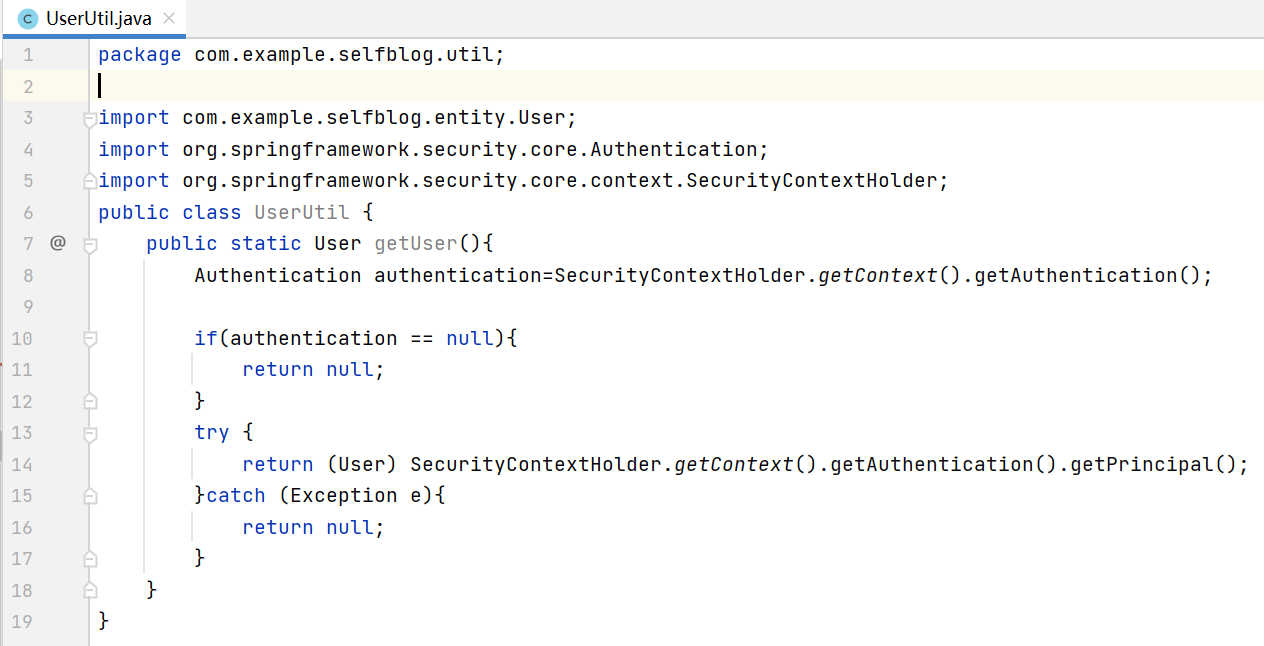 UserUtil.java
1 package com.example.selfblog.util;
2
3 import com.example.selfblog.entity.User;
4 import org.springframework.security.core.Authentication;
5 import org.springframework.security.core.context.SecurityContextHolder;
6 public class UserUtil {
7 @ public static User getUser(){
8 Authentication authentication=SecurityContextHolder.getContext().getAuthentication();
9
10 if(authentication == null){
11 return null;
12 }
13 try {
14 return (User) SecurityContextHolder.getContext().getAuthentication().getPrincipal();
15 }catch (Exception e){
16 return null;
17 }
18 }
19 }